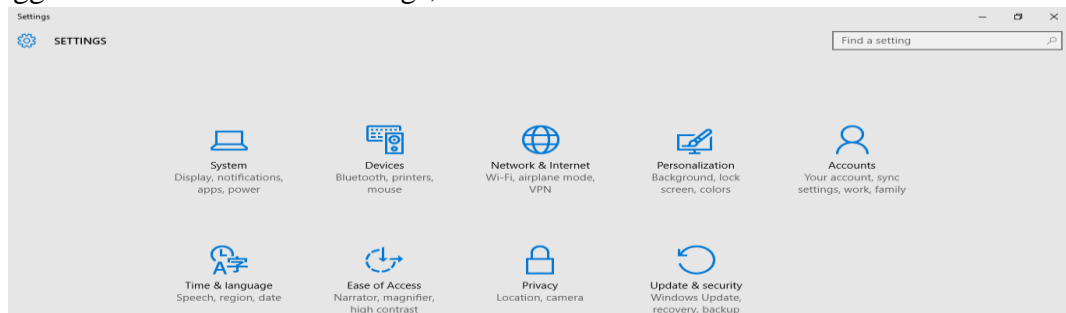 Settings
SETTINGS
Find a setting
System
Display, notifications,
apps, power
Devices
Bluetooth, printers,
mouse
Network & Internet
Wi-Fi, airplane mode,
VPN
Personalization
Background, lock
screen, colors
Accounts
Your account, sync
settings, work, family
Time & language
Speech, region, date
Ease of Access
Narrator, magnifier,
high contrast
Privacy
Location, camera
Update & security
Windows Update,
recovery, backup